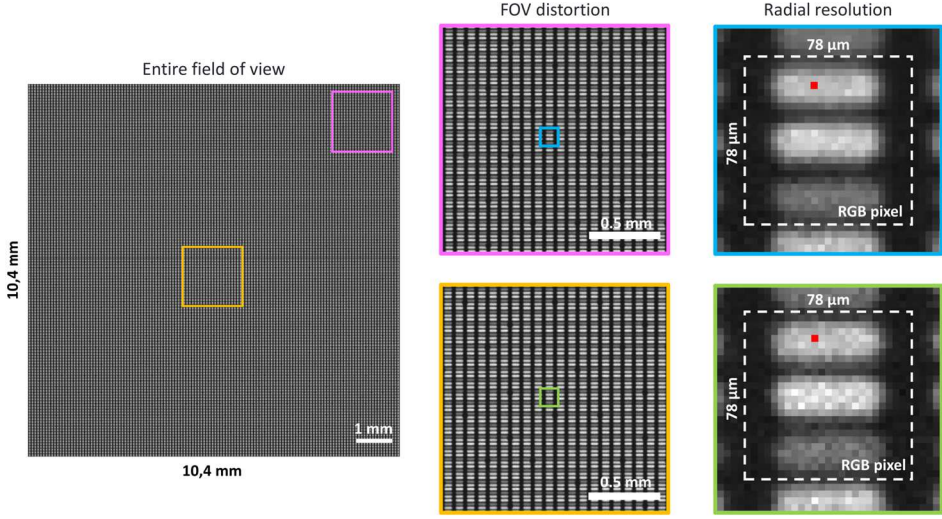 FOV distortion
Radial resolution
Entire field of view
78 µm
78 µm
RGB pixel
0.5 mm
10,4 mm
1 mm
10,4 mm
78 µm
78 µm
RGB pixel
0.5 mm